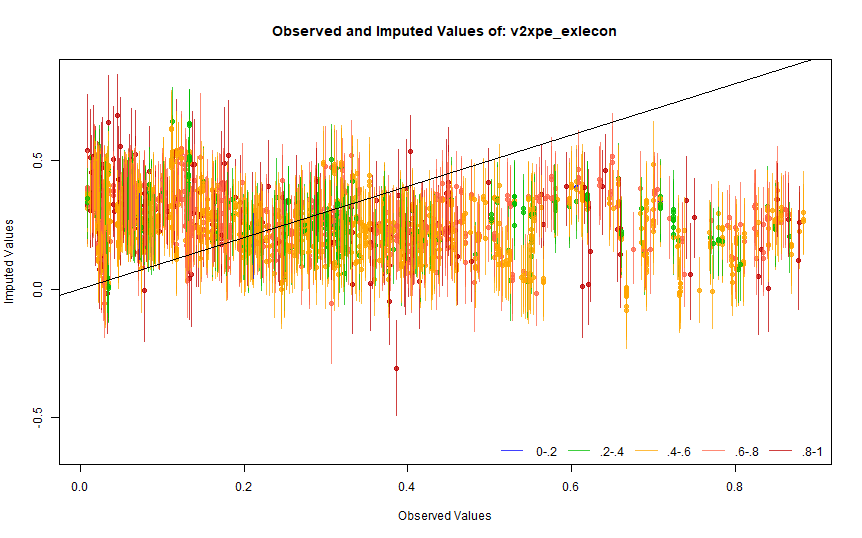 Observed and Imputed Values of: v2xpe_exlecon
Imputed Values
0.5
0.0
-0.5
0-.2 .2-.4 .4-.6 .6-.8 .8-1
0.0 0.2 0.4 0.6 0.8
Observed Values